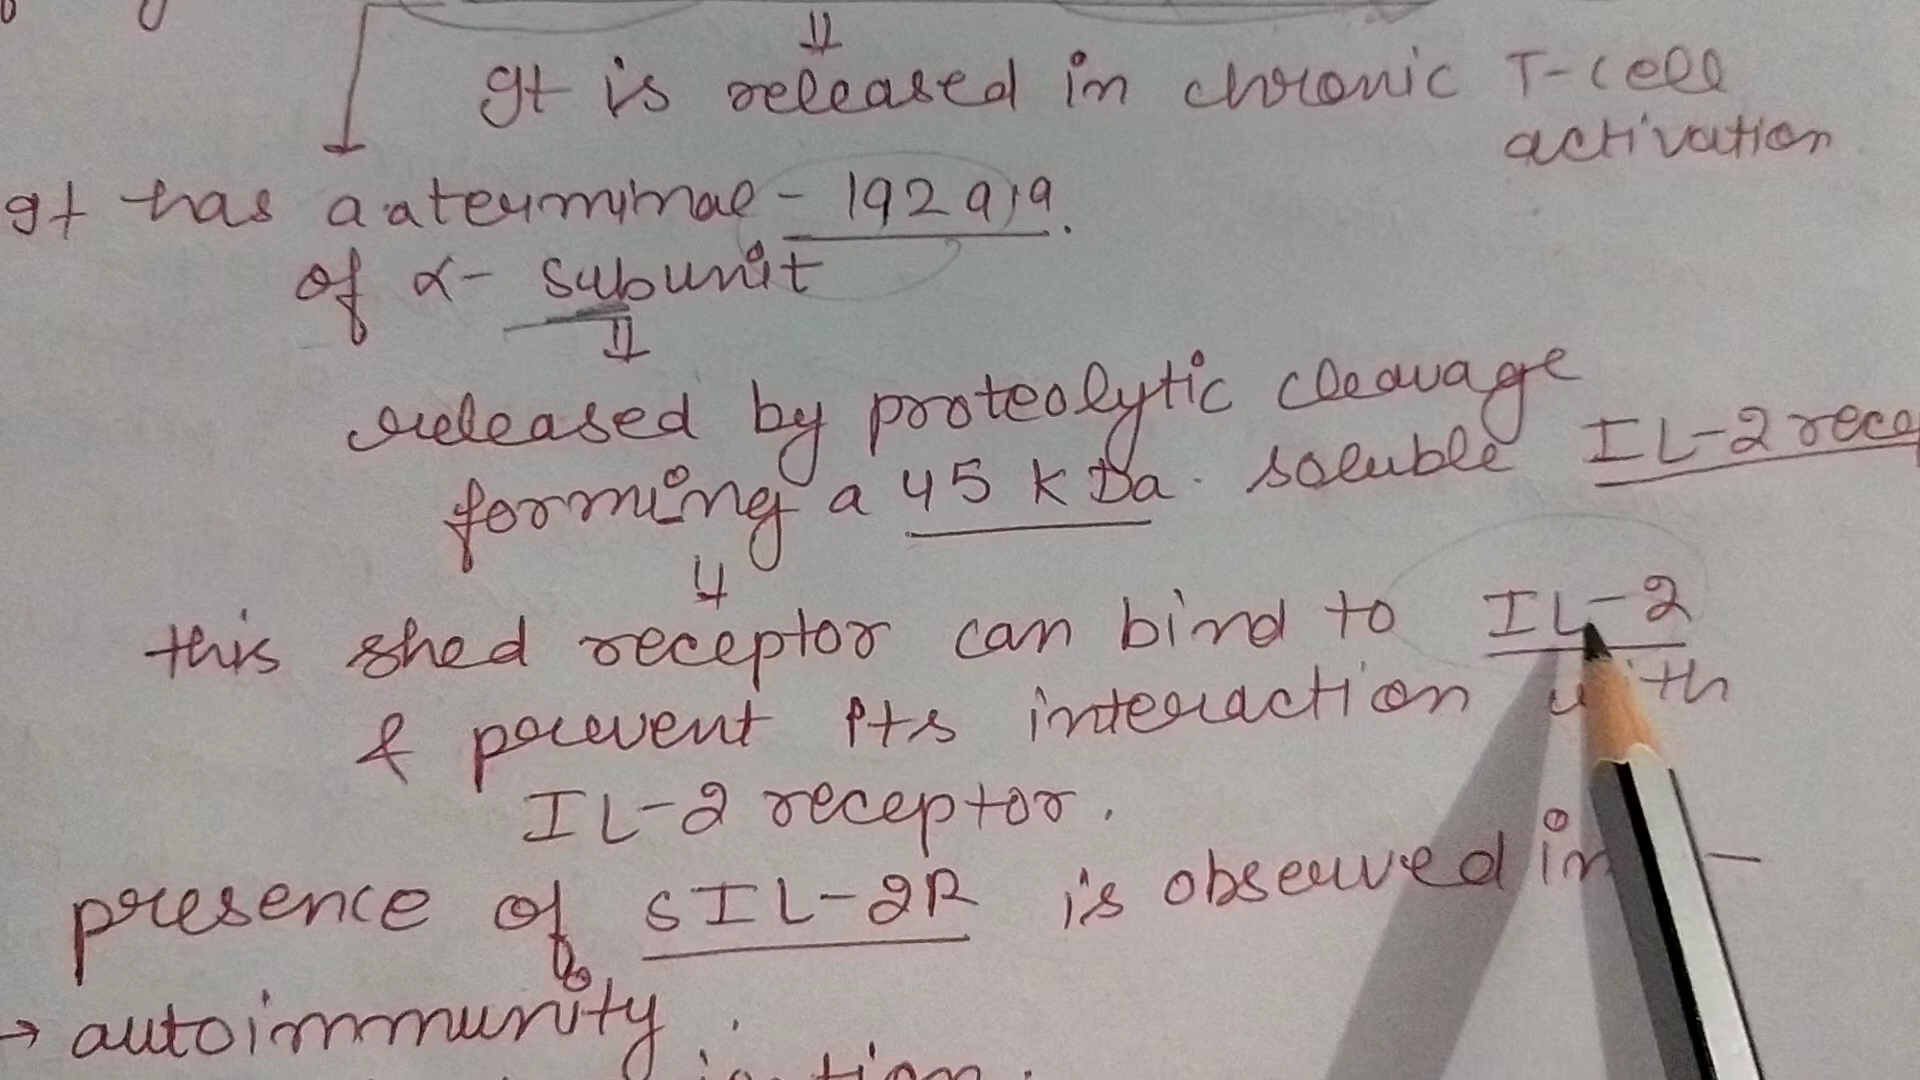 It is released in chronic T-cell
activation
It has a aterminal - 192 a.a.
of α- subunit
released by proteolytic cleavage
forming a 45 kDa. soluble IL-2 rece
this shed receptor can bind to IL-2
& prevent its interaction with
IL-2 receptor.
presence of sIL-2R is observed in -
→ autoimmunity.